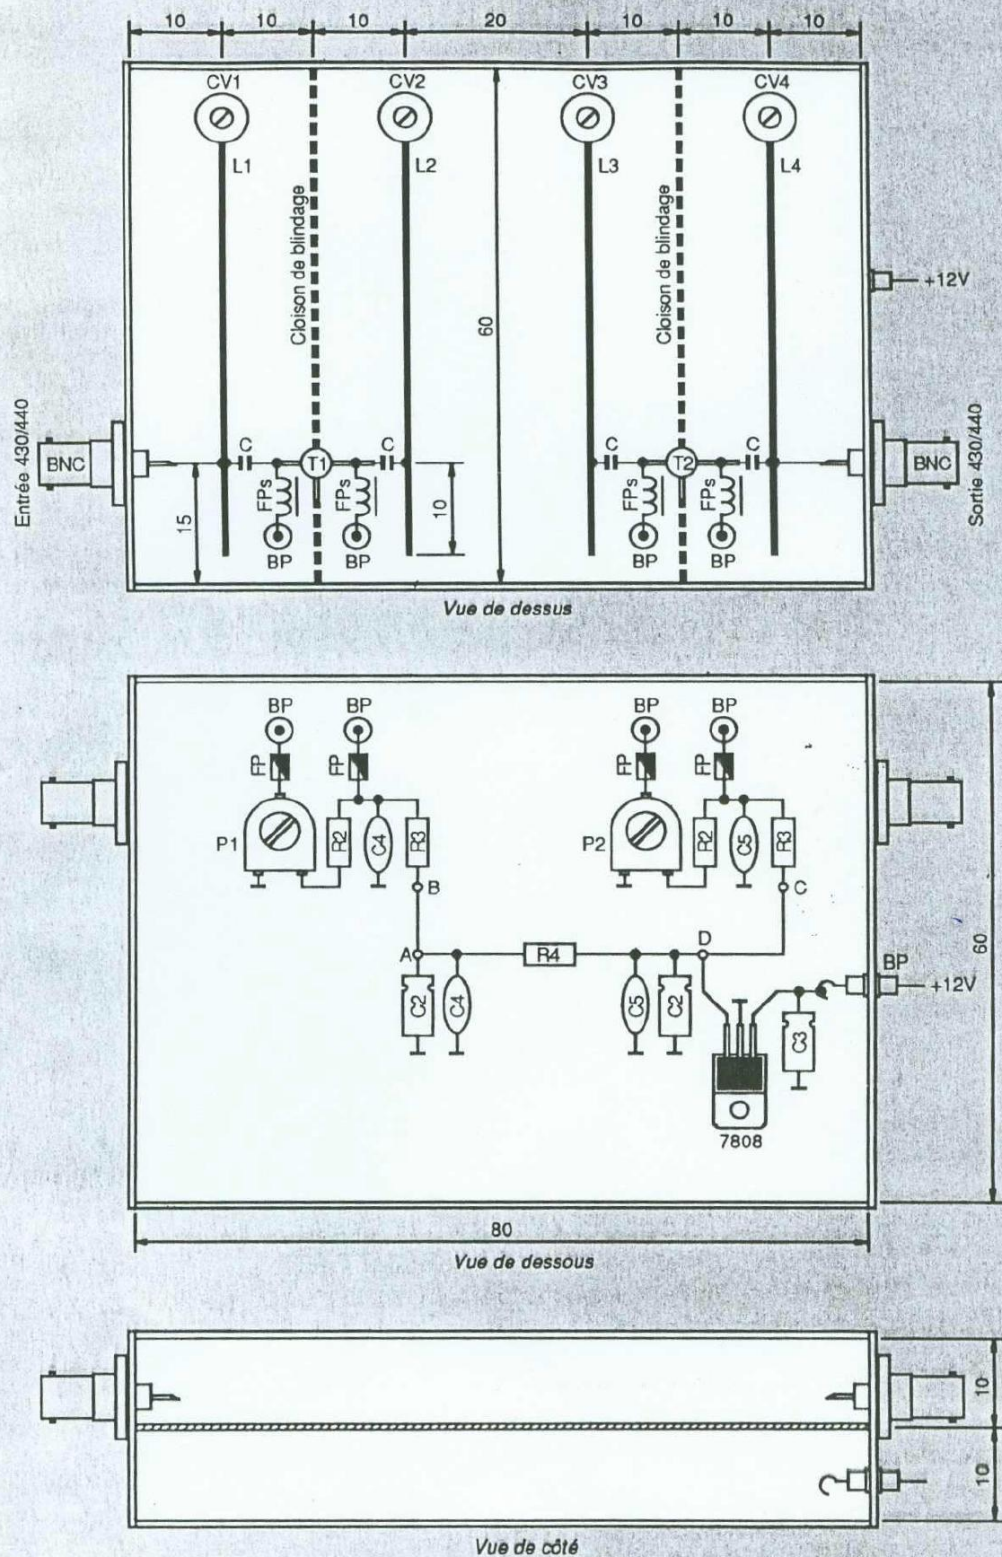 10 10 10 20 10 10 10
CV1 CV2 CV3 CV4
L1 L2 L3 L4
Cloison de blindage
Cloison de blindage
60
+12V
Entrée 430/440
BNC
C T1 C
C T2 C
BNC
Sortie 430/440
15
FPs FPs
10
FPs FPs
BP BP
BP BP
Vue de dessus
BP BP BP BP
FP FP FP FP
P1 R2 C4 R3
P2 R2 C5 R3
B C
A R4 D
C2 C4 C5 C2
C3
BP
+12V
60
7808
80
Vue de dessous
10
10
Vue de côté